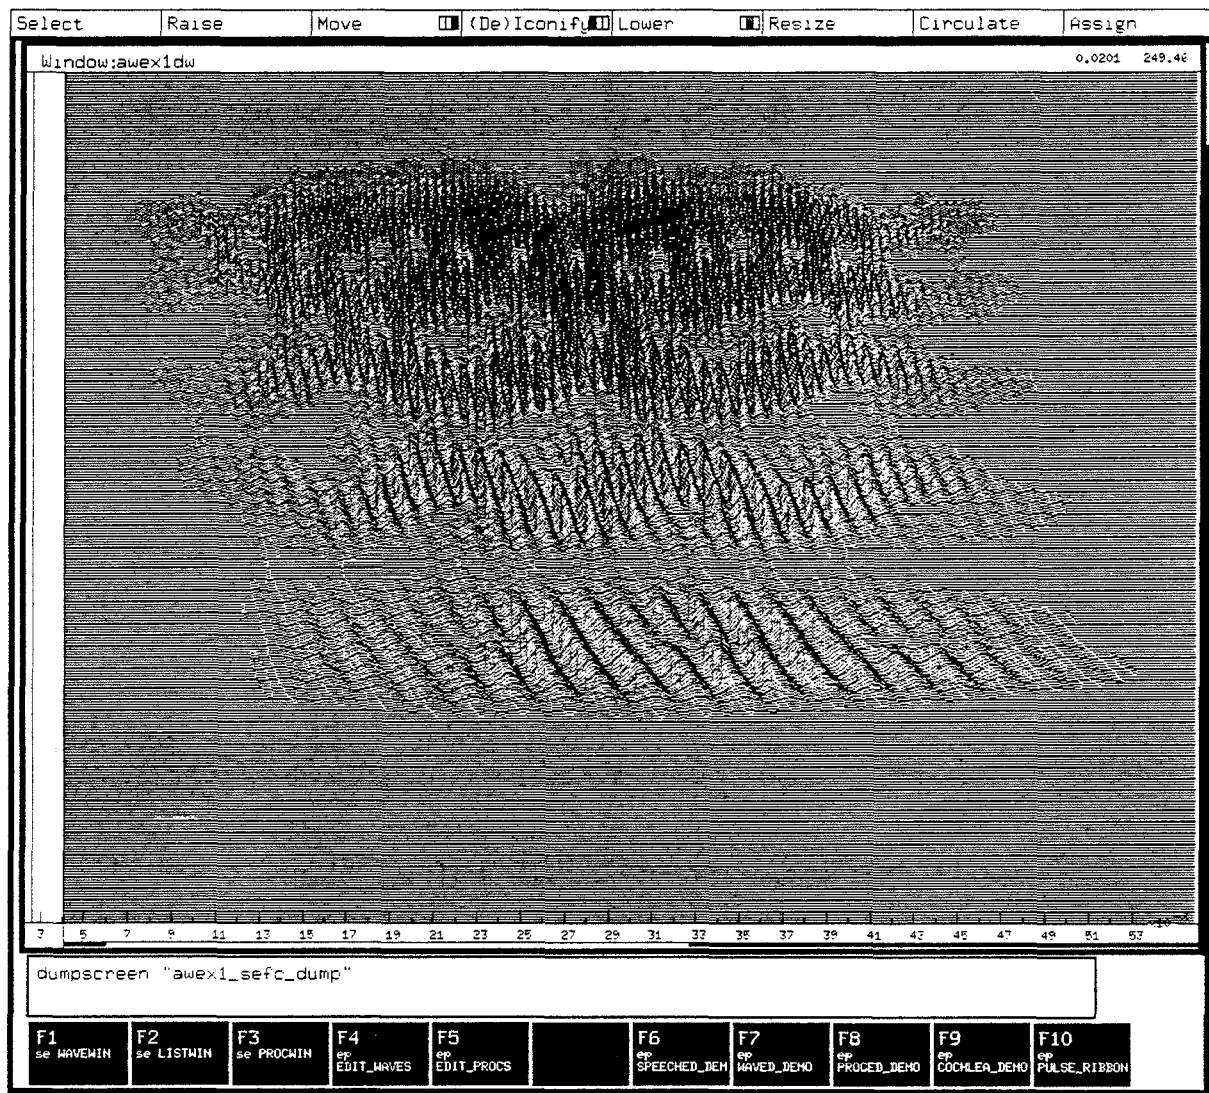 Select Raise Move (De)Iconify Lower Resize Circulate Assign
Window:awex1dw 0.0201 249.46
3 5 7 9 11 13 15 17 19 21 23 25 27 29 31 33 35 37 39 41 43 45 47 49 51 53
dumpscreen "awex1_sefc_dump"
F1 F2 F3 F4 F5 F6 F7 F8 F9 F10
se WAVEWIN se LISTWIN se PROCWIN ep ep ep ep ep ep ep
EDIT_WAVES EDIT_PROCS SPEECHED_DEM WAVED_DEMO PROCED_DEMO COCHLEA_DEMO PULSE_RIBBON